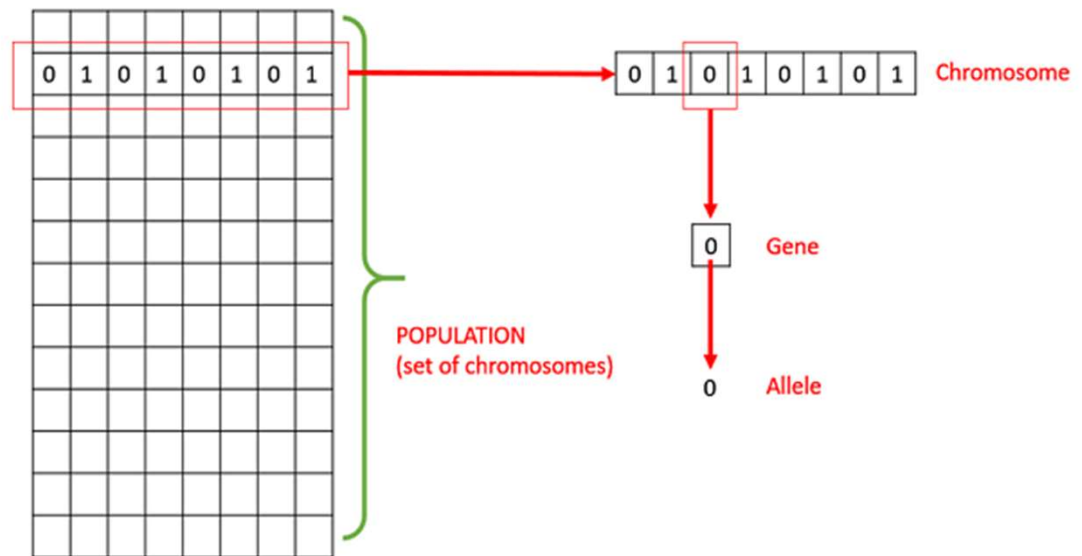 0 1 0 1 0 1 0 1
0 1 0 1 0 1 0 1 Chromosome
0 Gene
POPULATION
(set of chromosomes)
0 Allele